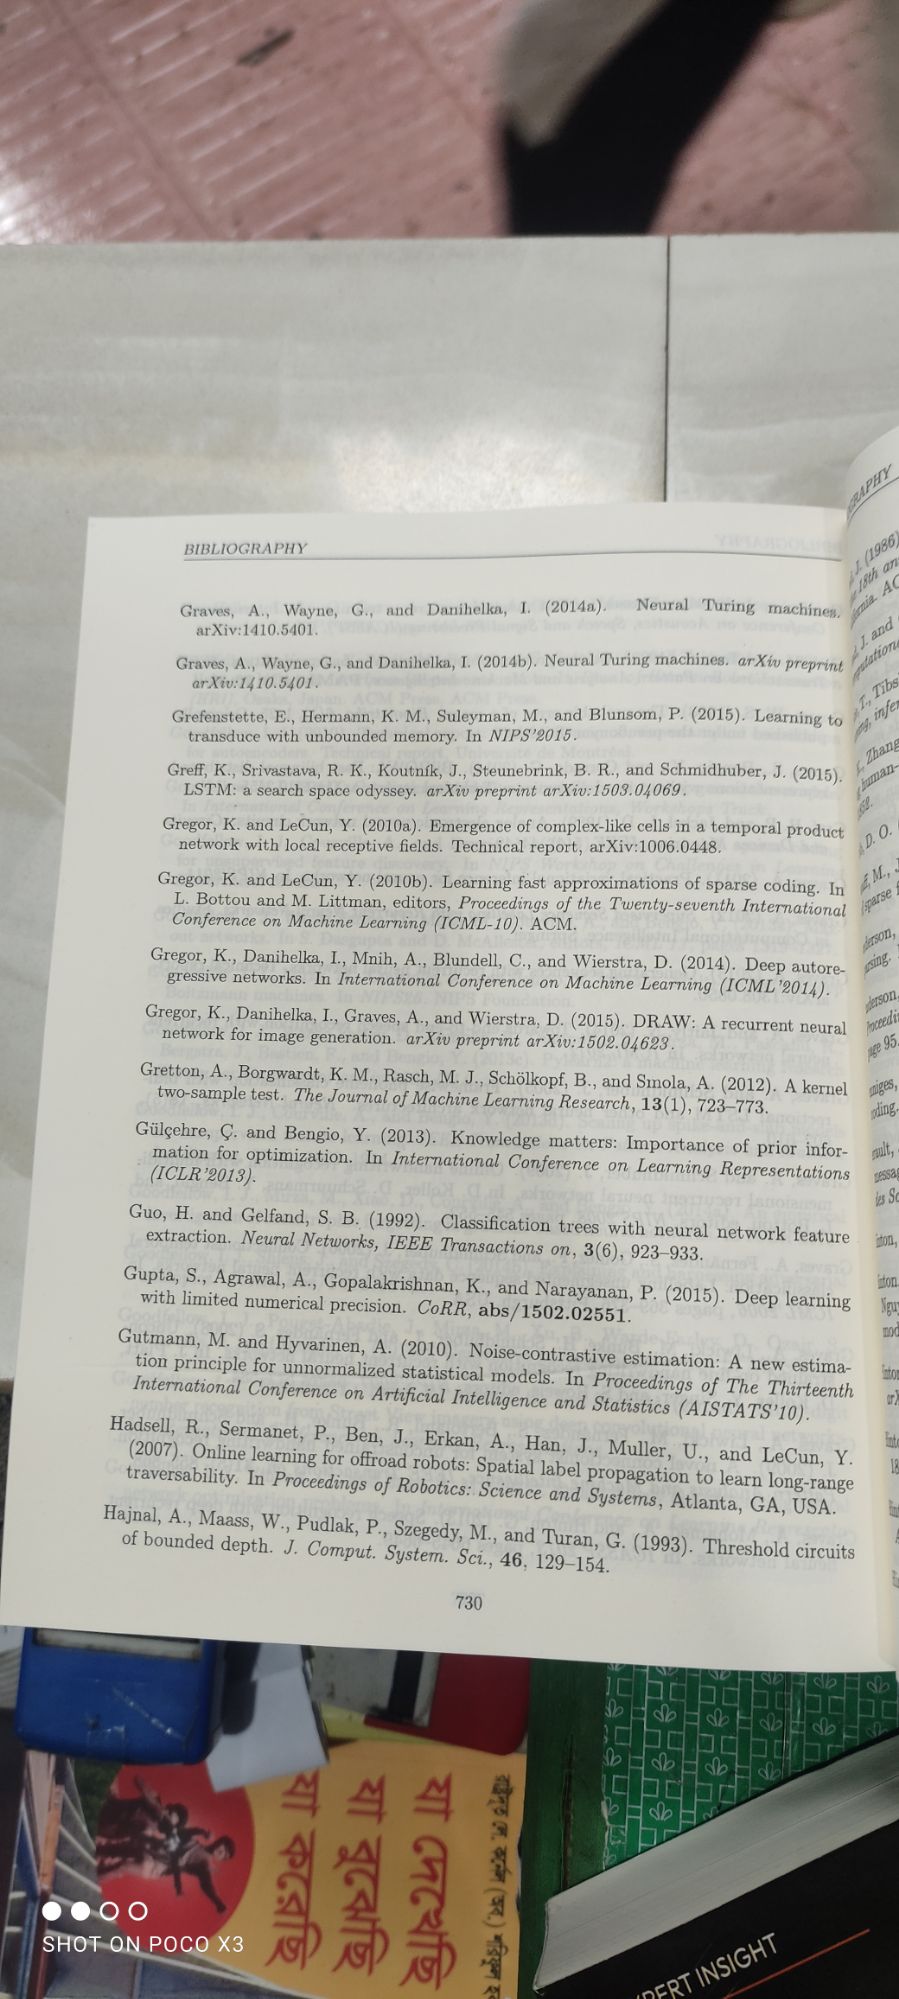 BIBLIOGRAPHY
Graves, A., Wayne, G., and Danihelka, I. (2014a). Neural Turing machines.
arXiv:1410.5401.
Graves, A., Wayne, G., and Danihelka, I. (2014b). Neural Turing machines. arXiv preprint
arXiv:1410.5401.
Grefenstette, E., Hermann, K. M., Suleyman, M., and Blunsom, P. (2015). Learning to
transduce with unbounded memory. In NIPS'2015.
Greff, K., Srivastava, R. K., Koutník, J., Steunebrink, B. R., and Schmidhuber, J. (2015).
LSTM: a search space odyssey. arXiv preprint arXiv:1503.04069.
Gregor, K. and LeCun, Y. (2010a). Emergence of complex-like cells in a temporal product
network with local receptive fields. Technical report, arXiv:1006.0448.
Gregor, K. and LeCun, Y. (2010b). Learning fast approximations of sparse coding. In
L. Bottou and M. Littman, editors, Proceedings of the Twenty-seventh International
Conference on Machine Learning (ICML-10). ACM.
Gregor, K., Danihelka, I., Mnih, A., Blundell, C., and Wierstra, D. (2014). Deep autore-
gressive networks. In International Conference on Machine Learning (ICML'2014).
Gregor, K., Danihelka, I., Graves, A., and Wierstra, D. (2015). DRAW: A recurrent neural
network for image generation. arXiv preprint arXiv:1502.04623.
Gretton, A., Borgwardt, K. M., Rasch, M. J., Schölkopf, B., and Smola, A. (2012). A kernel
two-sample test. The Journal of Machine Learning Research, 13(1), 723–773.
Gülçehre, Ç. and Bengio, Y. (2013). Knowledge matters: Importance of prior infor-
mation for optimization. In International Conference on Learning Representations
(ICLR'2013).
Guo, H. and Gelfand, S. B. (1992). Classification trees with neural network feature
extraction. Neural Networks, IEEE Transactions on, 3(6), 923–933.
Gupta, S., Agrawal, A., Gopalakrishnan, K., and Narayanan, P. (2015). Deep learning
with limited numerical precision. CoRR, abs/1502.02551.
Gutmann, M. and Hyvarinen, A. (2010). Noise-contrastive estimation: A new estima-
tion principle for unnormalized statistical models. In Proceedings of The Thirteenth
International Conference on Artificial Intelligence and Statistics (AISTATS'10).
Hadsell, R., Sermanet, P., Ben, J., Erkan, A., Han, J., Muller, U., and LeCun, Y.
(2007). Online learning for offroad robots: Spatial label propagation to learn long-range
traversability. In Proceedings of Robotics: Science and Systems, Atlanta, GA, USA.
Hajnal, A., Maass, W., Pudlak, P., Szegedy, M., and Turan, G. (1993). Threshold circuits
of bounded depth. J. Comput. System. Sci., 46, 129–154.
730
যা দেখেছি
যা বুঝেছি
যা করেছি
INSIGHT
SHOT ON POCO X3